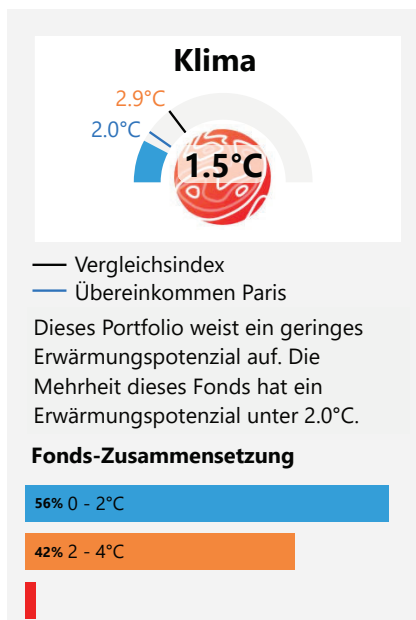 Klima
2.9°C
2.0°C
1.5°C
Vergleichsindex
Übereinkommen Paris
Dieses Portfolio weist ein geringes
Erwärmungspotenzial auf. Die
Mehrheit dieses Fonds hat ein
Erwärmungspotenzial unter 2.0°C.
Fonds-Zusammensetzung
56% 0 - 2°C
42% 2 - 4°C